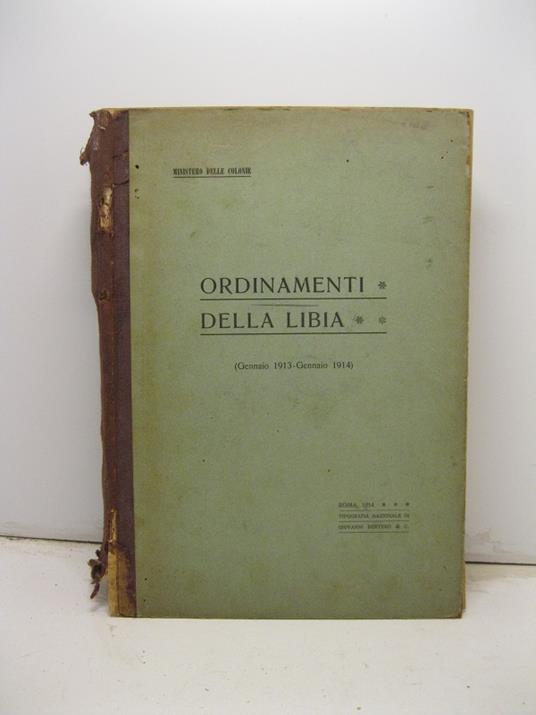 MINISTERO DELLE COLONIE
ORDINAMENTI *
DELLA LIBIA * *
(Gennaio 1913-Gennaio 1914)
ROMA, 1914 * * *
TIPOGRAFIA NAZIONALE DI
GIOVANNI BERTERO & C.